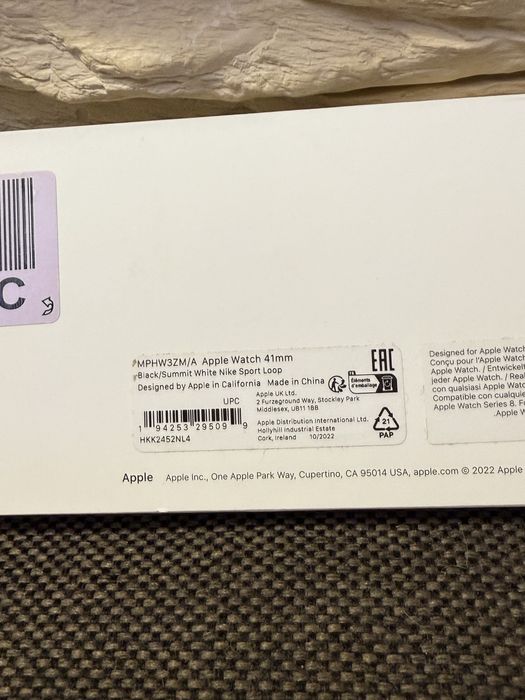 C
MPHW3ZM/A Apple Watch 41mm
Black/Summit White Nike Sport Loop
Designed by Apple in California Made in China
EAC
FR
Éléments
d'emballage
UPC
1 94253 29509 9
HKK2452NL4
Apple UK Ltd.
2 Furzeground Way, Stockley Park
Middlesex, UB11 1BB
Apple Distribution International Ltd.
Hollyhill Industrial Estate
Cork, Ireland 10/2022
21
PAP
Designed for Apple Watch
Conçu pour l'Apple Watch
Apple Watch. / Entwickelt
jeder Apple Watch. / Real
con qualsiasi Apple Watc
Compatible con cualquie
Apple Watch Series 8. F
Apple W
Apple Apple Inc., One Apple Park Way, Cupertino, CA 95014 USA, apple.com © 2022 Apple